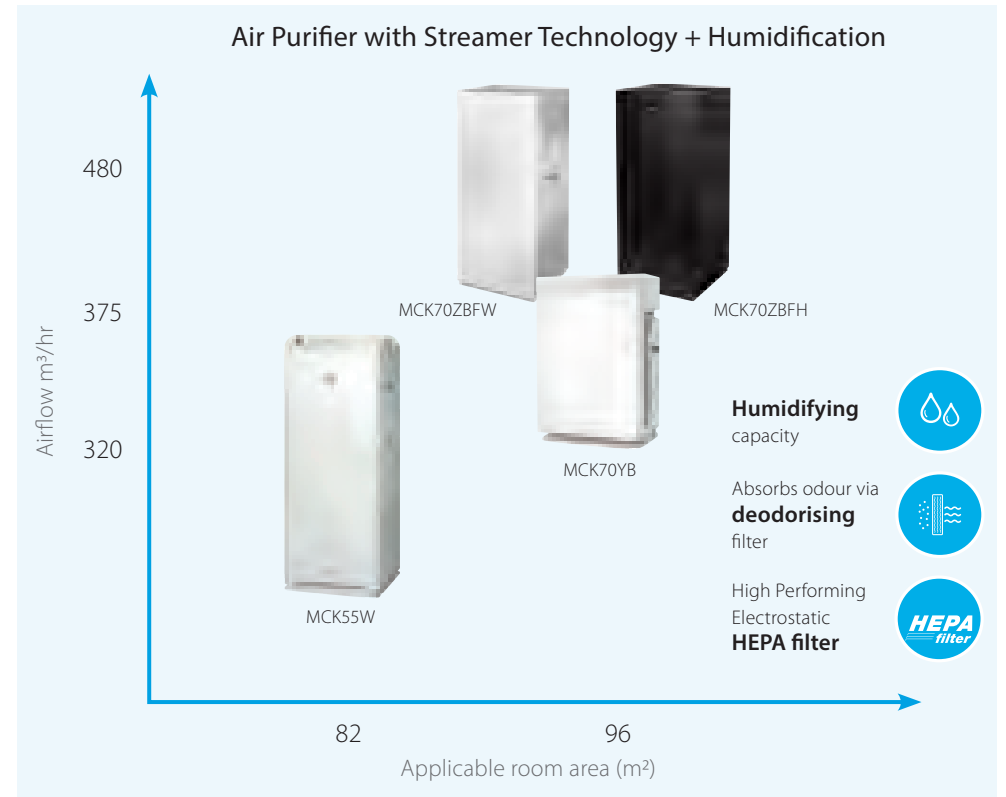 Air Purifier with Streamer Technology + Humidification
480
375
320
Airflow m³/hr
MCK70ZBFW
MCK70ZBFH
MCK70YB
MCK55W
Humidifying
capacity
Absorbs odour via
deodorising
filter
High Performing
Electrostatic
HEPA filter
HEPA
filter
82
96
Applicable room area (m²)